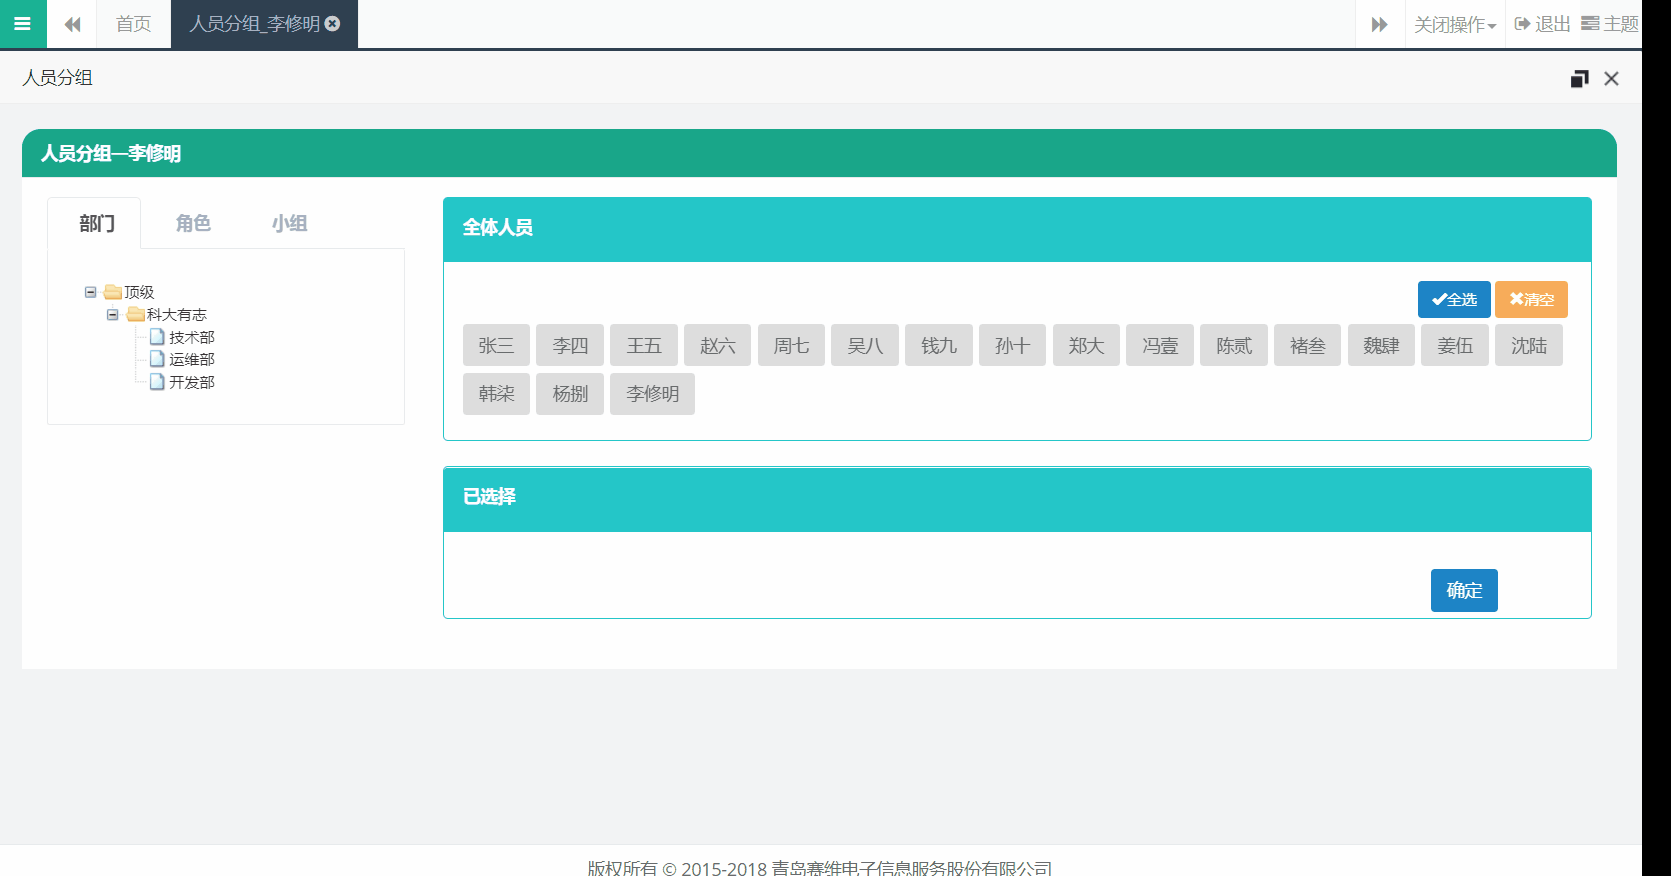 首页 人员分组_李修明 关闭操作 退出 主题
人员分组
人员分组—李修明
部门 角色 小组
顶级
科大有志
技术部
运维部
开发部
全体人员
全选 清空
张三 李四 王五 赵六 周七 吴八 钱九 孙十 郑大 冯壹 陈贰 褚叁 魏肆 姜伍 沈陆
韩柒 杨捌 李修明
已选择
确定
版权所有 © 2015-2018 青岛赛维电子信息服务股份有限公司